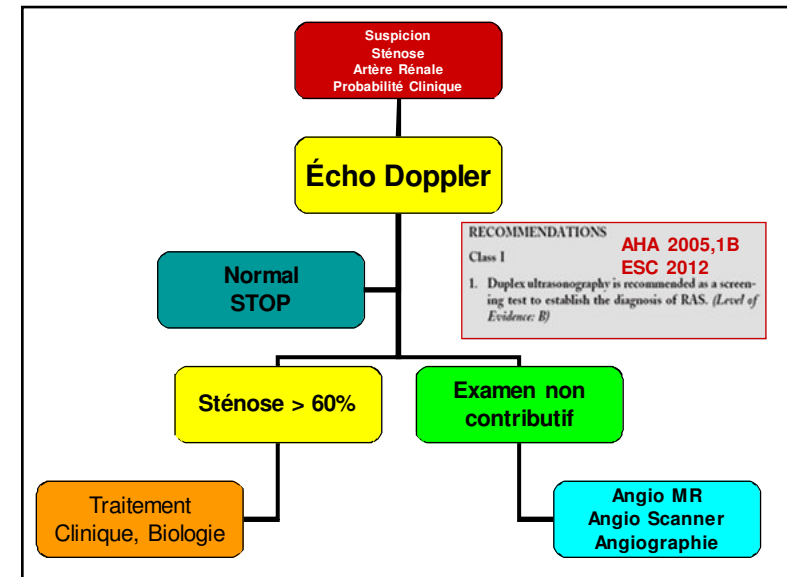 Suspicion
Sténose
Artère Rénale
Probabilité Clinique
Écho Doppler
RECOMMENDATIONS
AHA 2005,1B
Class I
ESC 2012
1. Duplex ultrasonography is recommended as a screen-
ing test to establish the diagnosis of RAS. (Level of
Evidence: B)
Normal
STOP
Sténose > 60%
Examen non
contributif
Traitement
Clinique, Biologie
Angio MR
Angio Scanner
Angiographie